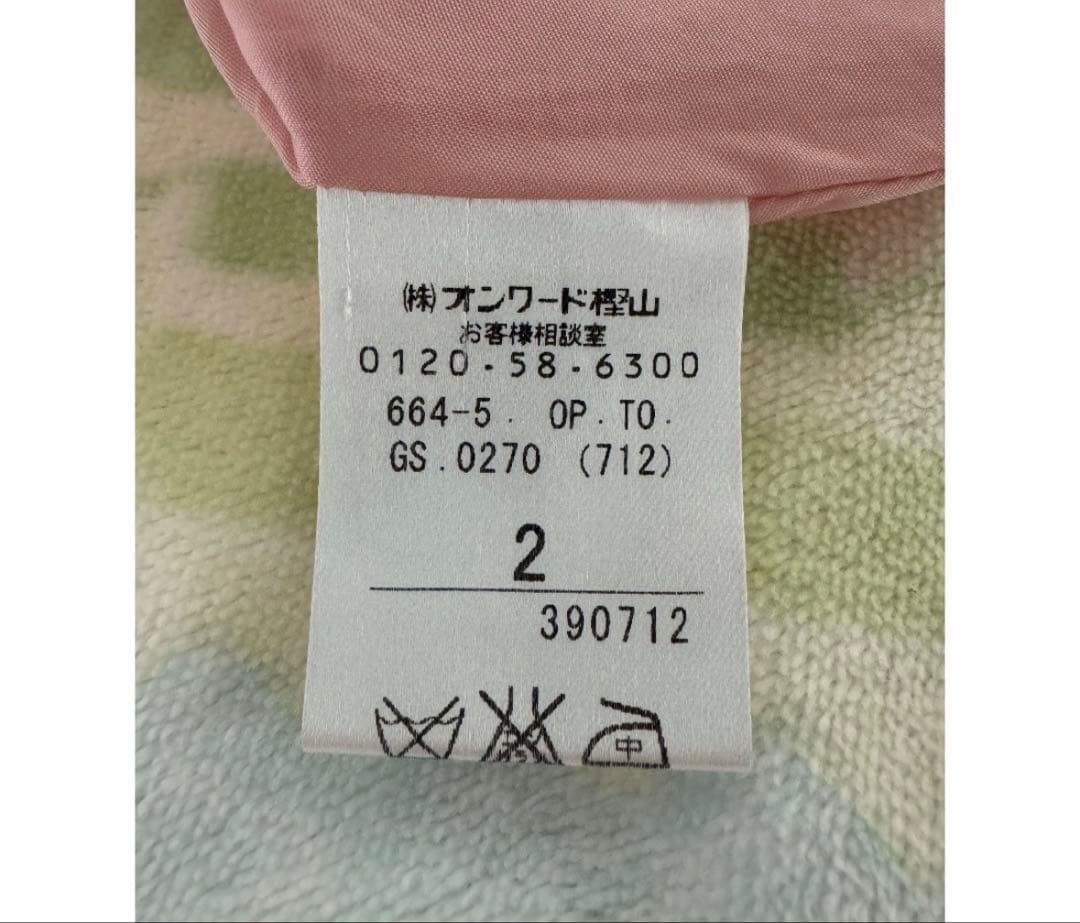 ㈱オンワード樫山
お客様相談室
0120-58-6300
664-5. OP.TO.
GS.0270 (712)
2
390712
中